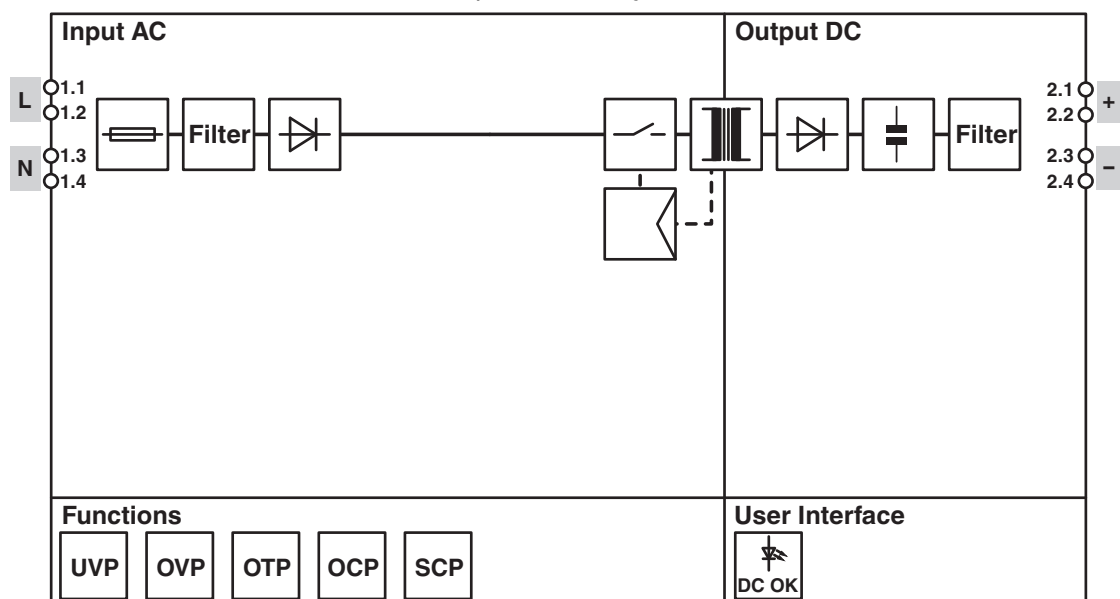 Input AC
Output DC
L
1.1
1.2
N
1.3
1.4
Filter
Filter
2.1
2.2
+
2.3
2.4
−
Functions
UVP
OVP
OTP
OCP
SCP
User Interface
DC OK